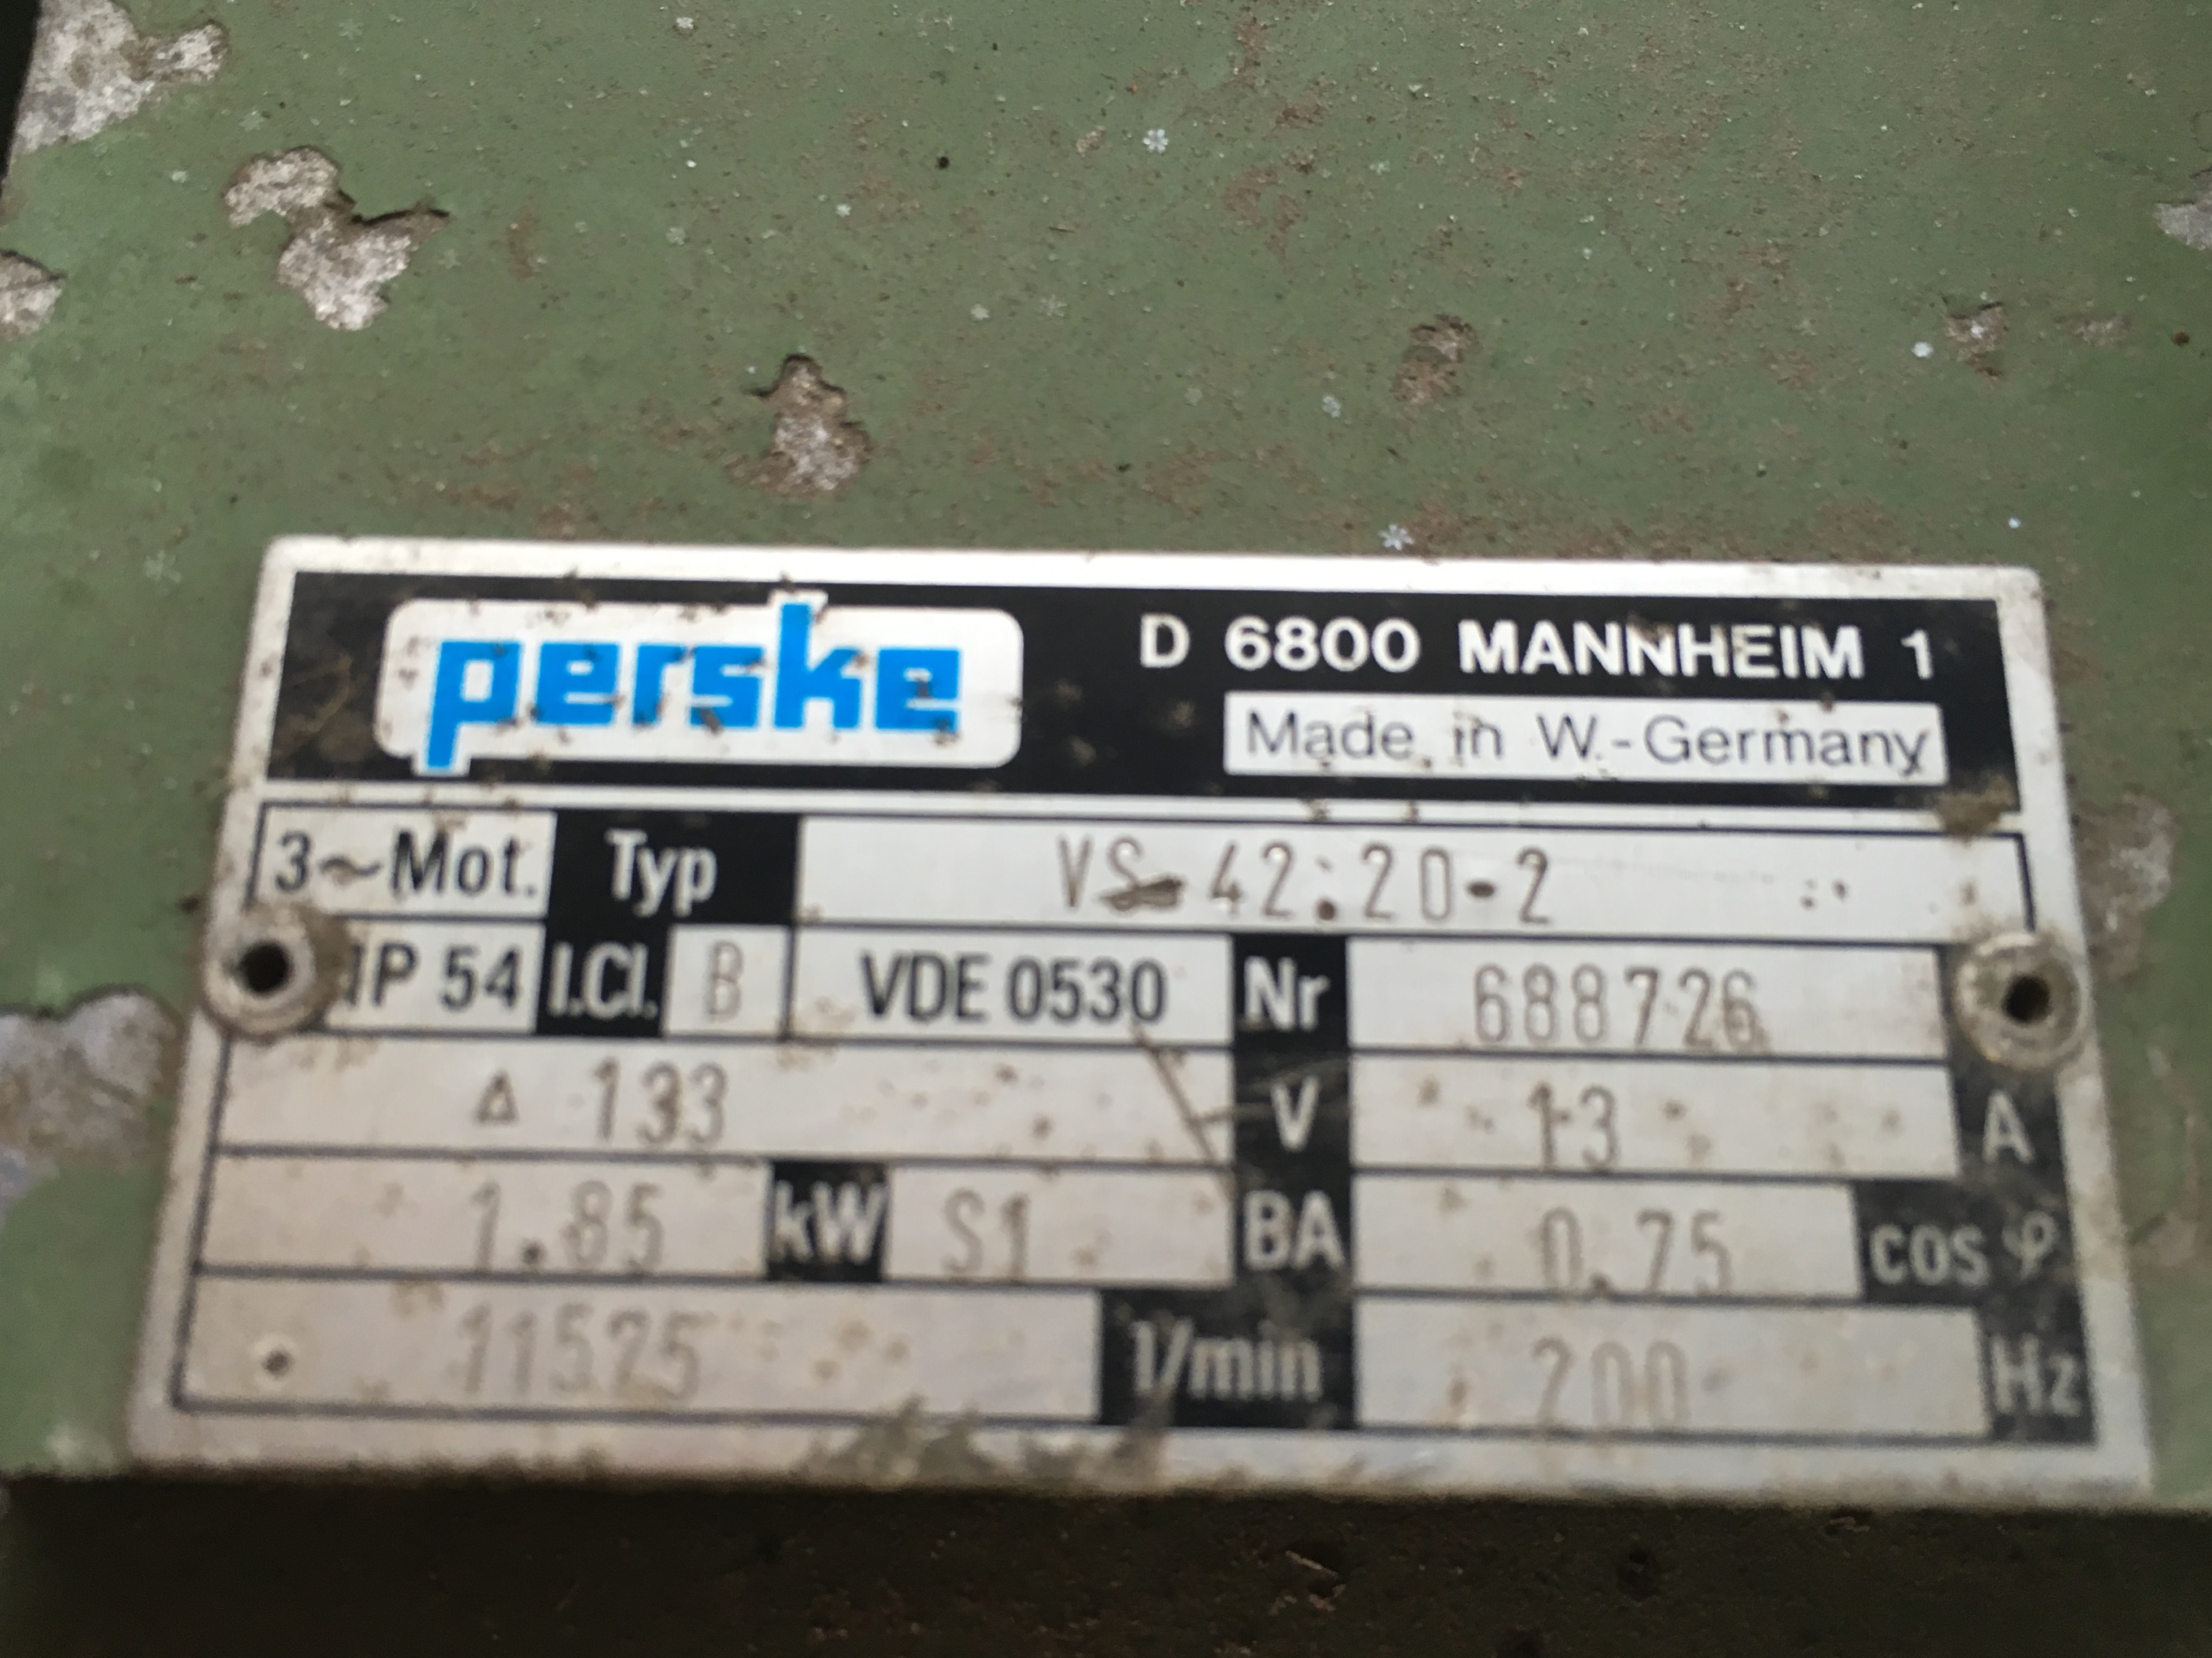 perske
D 6800 MANNHEIM 1
Made in W.-Germany
3~Mot. Typ VS-42:20-2
IP 54 I.Cl. B VDE 0530 Nr 688726
Δ 133 V 13 A
1.85 kW S1 BA 0.75 cos φ
11525 1/min 200 Hz